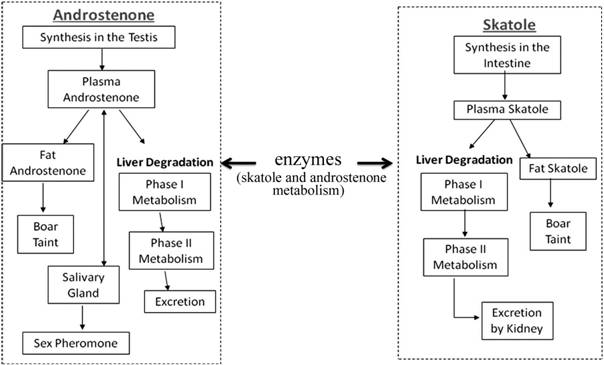 Androstenone
Synthesis in the Testis
Plasma
Androstenone
Fat
Androstenone
Boar
Taint
Salivary
Gland
Sex Pheromone
Liver Degradation
Phase I
Metabolism
Phase II
Metabolism
Excretion
enzymes
(skatole and androstenone
metabolism)
Skatole
Synthesis in the
Intestine
Plasma Skatole
Liver Degradation
Phase I
Metabolism
Phase II
Metabolism
Excretion
by Kidney
Fat Skatole
Boar
Taint